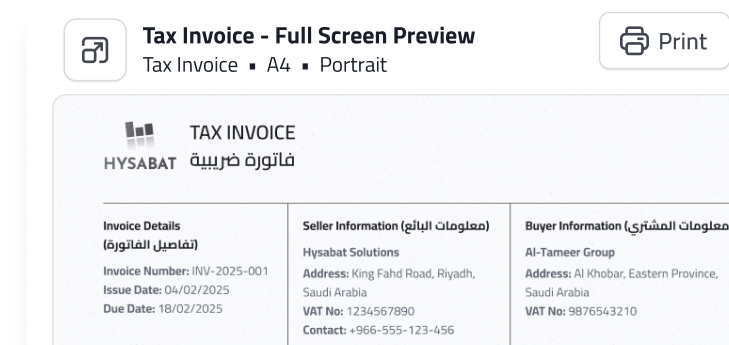 Tax Invoice - Full Screen Preview
Tax Invoice ▪ A4 ▪ Portrait
Print
HYSABAT
TAX INVOICE
فاتورة ضريبية
Invoice Details
(تفاصيل الفاتورة)
Invoice Number: INV-2025-001
Issue Date: 04/02/2025
Due Date: 18/02/2025
Seller Information (معلومات البائع)
Hysabat Solutions
Address: King Fahd Road, Riyadh,
Saudi Arabia
VAT No: 1234567890
Contact: +966-555-123-456
Buyer Information (معلومات المشتري
Al-Tameer Group
Address: Al Khobar, Eastern Province,
Saudi Arabia
VAT No: 9876543210